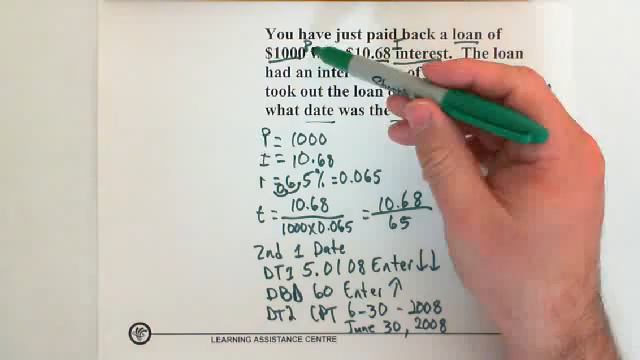 You have just paid back a loan of
$1000 $10.68 interest. The loan
had an of
took out the loan
what date was the
P I
P = 1000
I = 10.68
r = 6.5% = 0.065
t = 10.68 / 1000×0.065 = 10.68 / 65
2nd 1 Date
DT1 5.0108 Enter ↓↓
DBD 60 Enter ↑
DT2 CPT 6-30-2008
June 30, 2008
LEARNING ASSISTANCE CENTRE